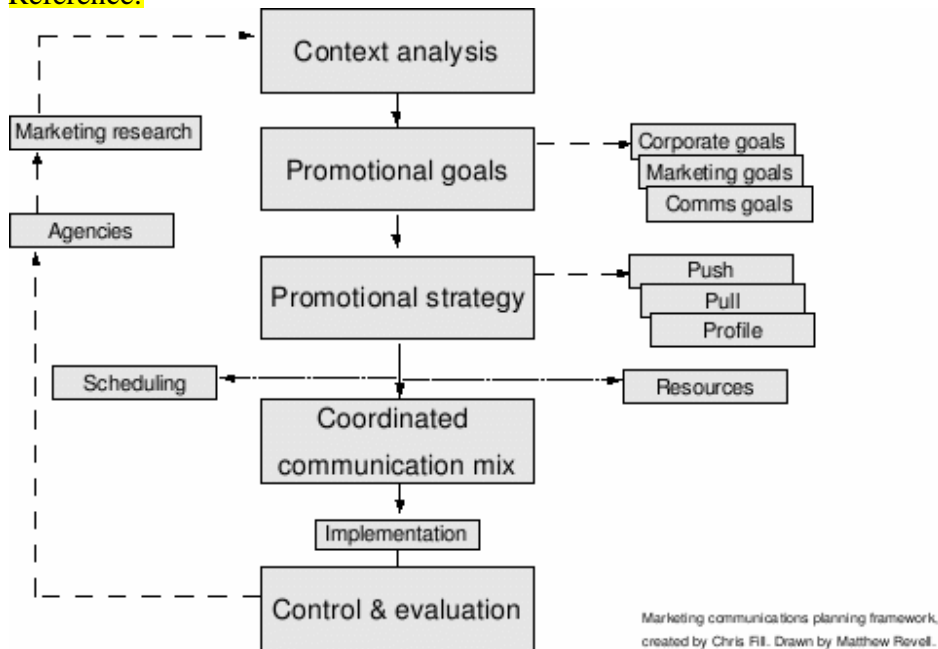 Reference:
Context analysis
Marketing research
Promotional goals
Corporate goals
Marketing goals
Comms goals
Agencies
Promotional strategy
Push
Pull
Profile
Scheduling
Resources
Coordinated
communication mix
Implementation
Control & evaluation
Marketing communications planning framework,
created by Chris Fill. Drawn by Matthew Revell.